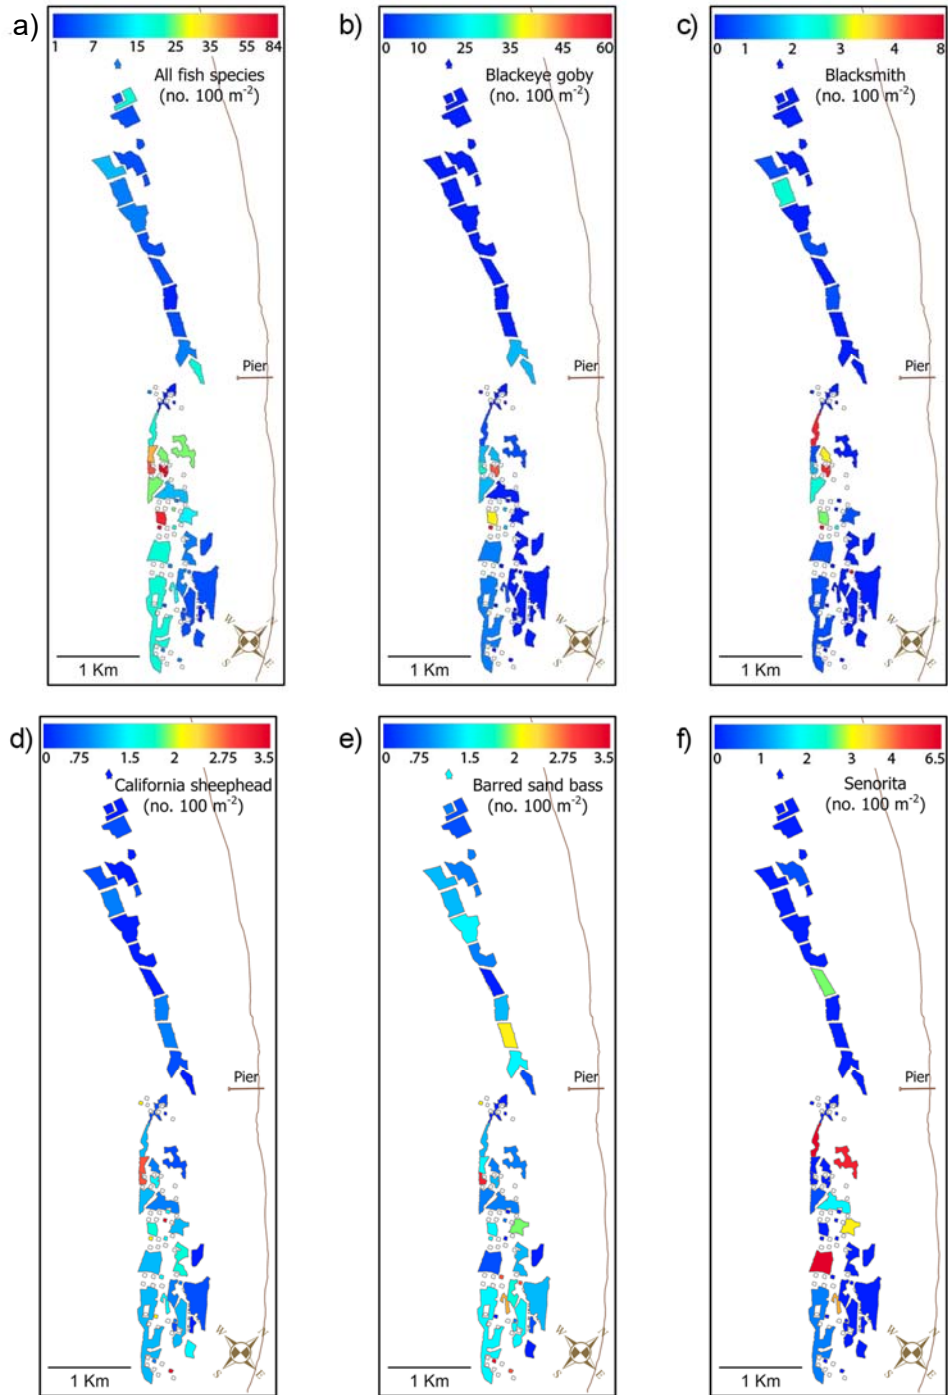 a)
1 7 15 25 35 55 84
All fish species
(no. 100 m-2)
Pier
1 Km
N
E
S
W
b)
0 10 25 35 45 60
Blackeye goby
(no. 100 m-2)
Pier
1 Km
N
E
S
W
c)
0 1 2 3 4 8
Blacksmith
(no. 100 m-2)
Pier
1 Km
N
E
S
W
d)
0 .75 1.5 2 2.75 3.5
California sheephead
(no. 100 m-2)
Pier
1 Km
N
E
S
W
e)
0 .75 1.5 2 2.75 3.5
Barred sand bass
(no. 100 m-2)
Pier
1 Km
N
E
S
W
f)
0 1 2 3 4 6.5
Senorita
(no. 100 m-2)
Pier
1 Km
N
E
S
W